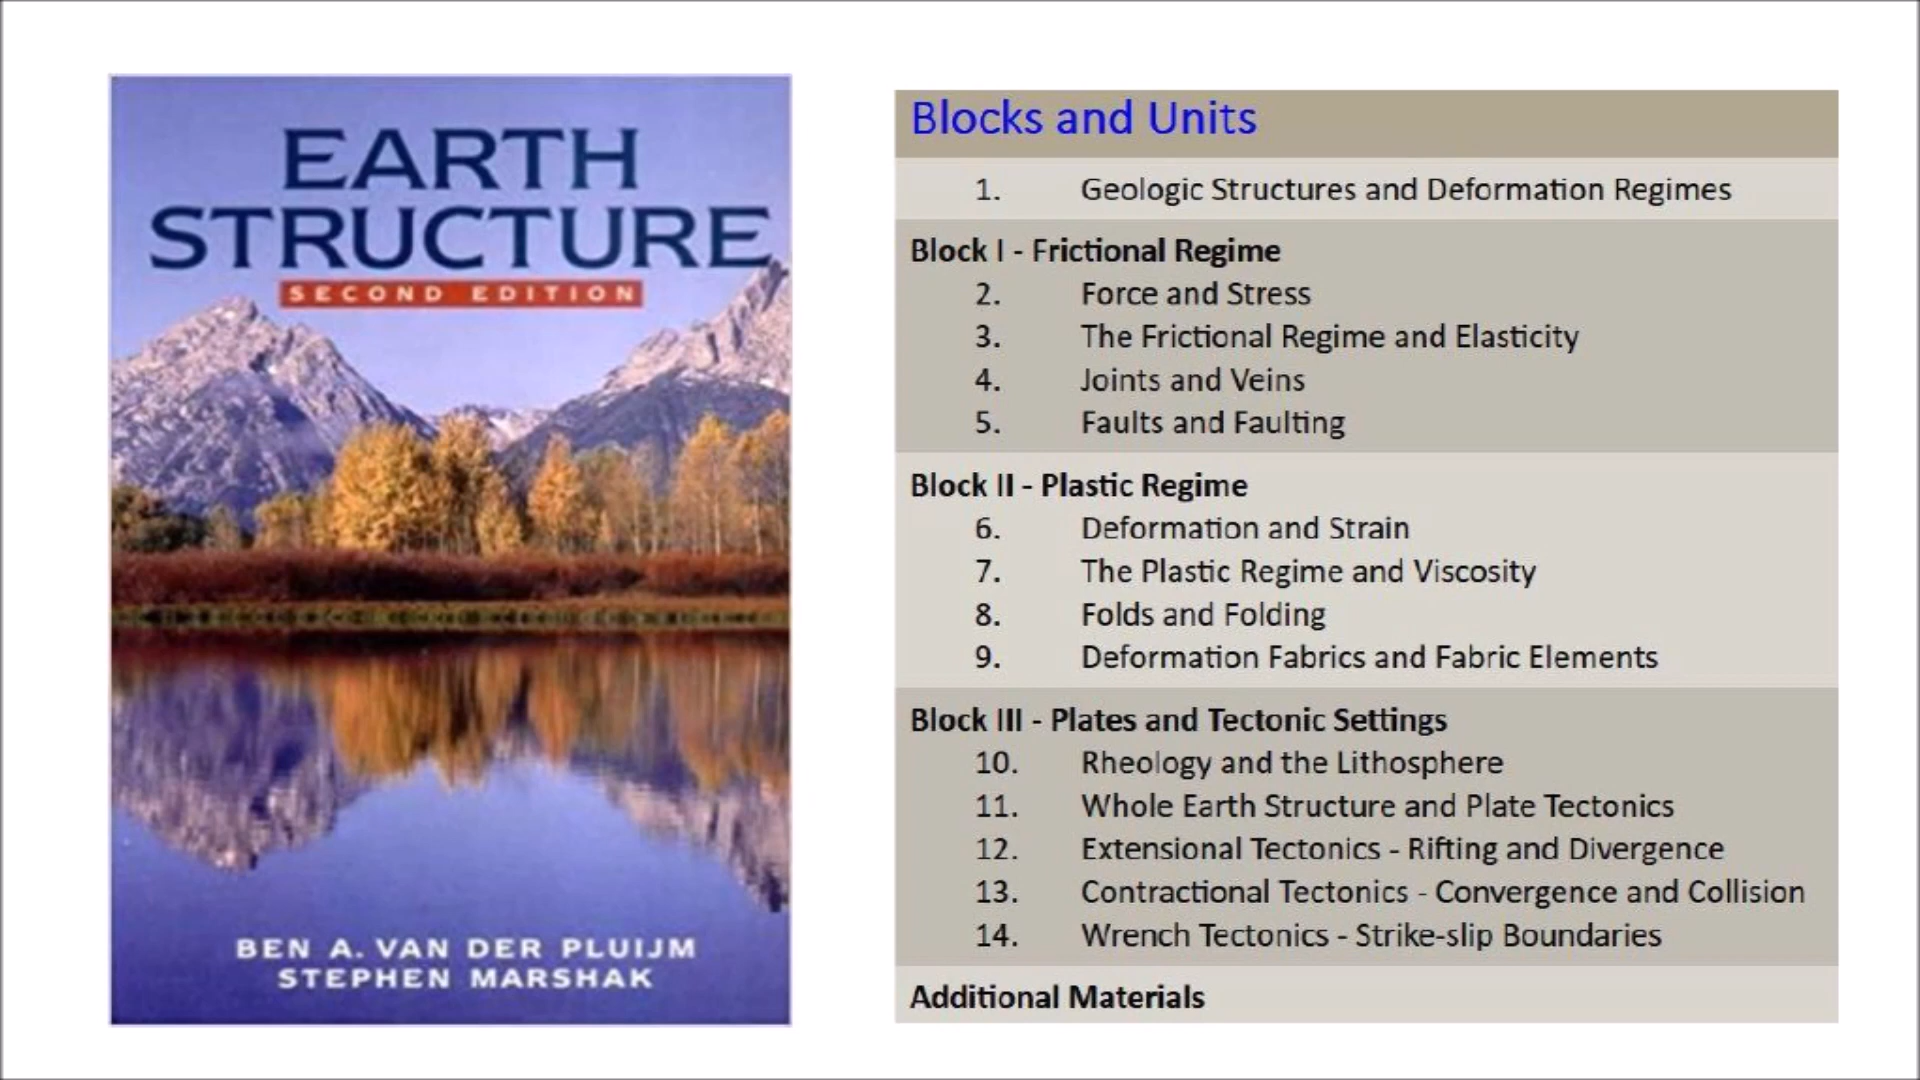 EARTH
STRUCTURE
SECOND EDITION
BEN A. VAN DER PLUIJM
STEPHEN MARSHAK
Blocks and Units
1. Geologic Structures and Deformation Regimes
Block I - Frictional Regime
2. Force and Stress
3. The Frictional Regime and Elasticity
4. Joints and Veins
5. Faults and Faulting
Block II - Plastic Regime
6. Deformation and Strain
7. The Plastic Regime and Viscosity
8. Folds and Folding
9. Deformation Fabrics and Fabric Elements
Block III - Plates and Tectonic Settings
10. Rheology and the Lithosphere
11. Whole Earth Structure and Plate Tectonics
12. Extensional Tectonics - Rifting and Divergence
13. Contractional Tectonics - Convergence and Collision
14. Wrench Tectonics - Strike-slip Boundaries
Additional Materials